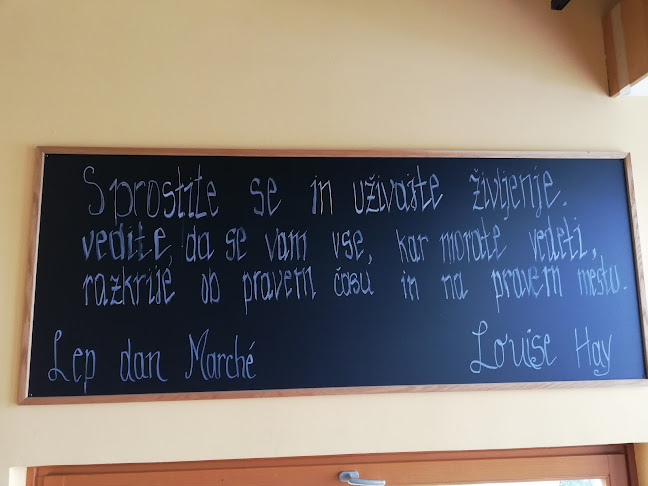 Sprostite se in uživajte življenje.
vedite, da se vam vse, kar morate vedeti,
razkrije ob pravem času in na pravem mestu.
Lep dan Marché
Louise Hay